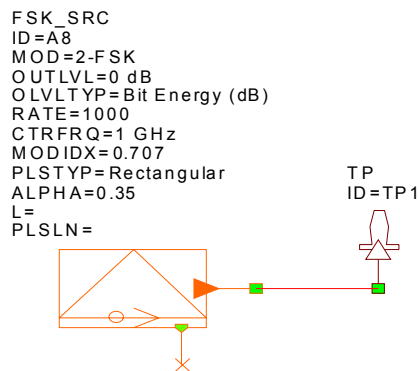 FSK_SRC
ID=A8
MOD=2-FSK
OUTLVL=0 dB
OLVLTYP=Bit Energy (dB)
RATE=1000
CTRFRQ=1 GHz
MODIDX=0.707
PLSTYP=Rectangular
ALPHA=0.35
L=
PLSLN=
TP
ID=TP1